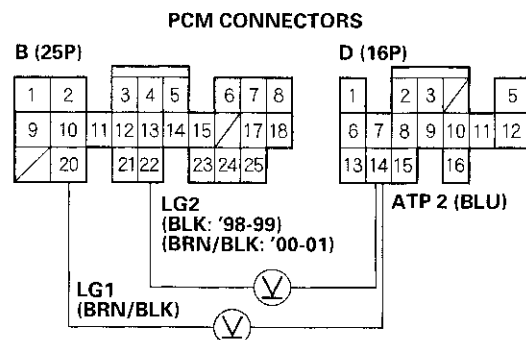 PCM CONNECTORS
B (25P)
D (16P)
1 2 3 4 5 6 7 8
9 10 11 12 13 14 15 17 18
20 21 22 23 24 25
1 2 3 5
6 7 8 9 10 11 12
13 14 15 16
ATP 2 (BLU)
LG2
(BLK: '98-99)
(BRN/BLK: '00-01)
LG1
(BRN/BLK)
V
V